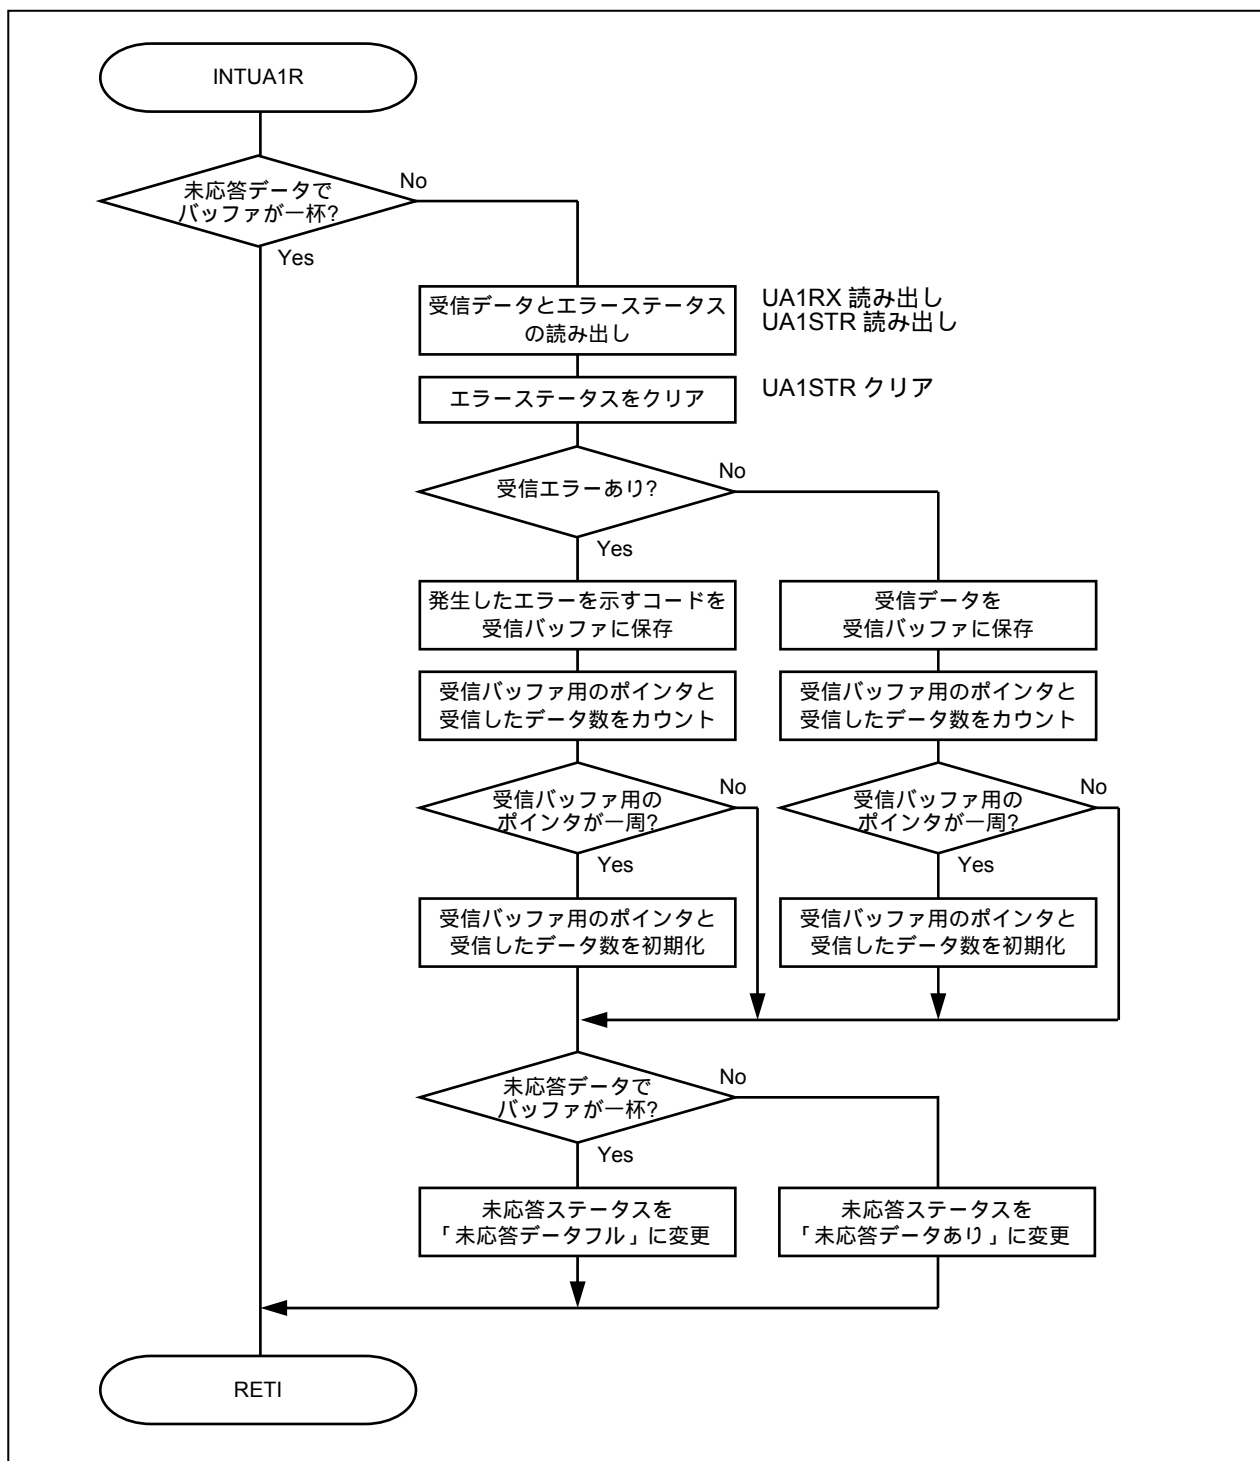 INTUA1R
未応答データで
バッファが一杯?
No
Yes
受信データとエラーステータス
の読み出し
UA1RX 読み出し
UA1STR 読み出し
エラーステータスをクリア
UA1STR クリア
受信エラーあり?
No
Yes
発生したエラーを示すコードを
受信バッファに保存
受信データを
受信バッファに保存
受信バッファ用のポインタと
受信したデータ数をカウント
受信バッファ用のポインタと
受信したデータ数をカウント
受信バッファ用の
ポインタが一周?
No
Yes
受信バッファ用の
ポインタが一周?
No
Yes
受信バッファ用のポインタと
受信したデータ数を初期化
受信バッファ用のポインタと
受信したデータ数を初期化
未応答データで
バッファが一杯?
No
Yes
未応答ステータスを
「未応答データフル」に変更
未応答ステータスを
「未応答データあり」に変更
RETI